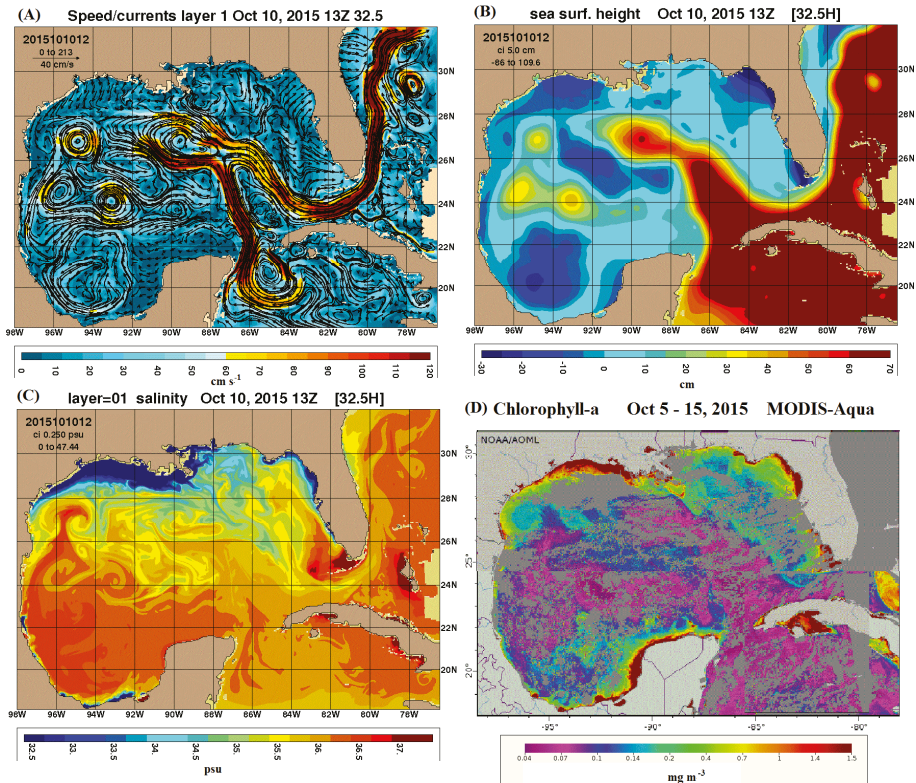 (A) Speed/currents layer 1 Oct 10, 2015 13Z 32.5
2015101012
0 to 213
40 cm/s
30N
28N
26N
24N
22N
20N
98W 96W 94W 92W 90W 88W 86W 84W 82W 80W 78W
0 10 20 30 40 50 60 70 80 90 100 110 120
cm s-1
(B) sea surf. height Oct 10, 2015 13Z [32.5H]
2015101012
ci 5.0 cm
-86 to 109.6
30N
28N
26N
24N
22N
20N
98W 96W 94W 92W 90W 88W 86W 84W 82W 80W 78W
-30 -20 -10 0 10 20 30 40 50 60 70
cm
(C) layer=01 salinity Oct 10, 2015 13Z [32.5H]
2015101012
ci 0.250 psu
0 to 47.44
30N
28N
26N
24N
22N
20N
98W 96W 94W 92W 90W 88W 86W 84W 82W 80W 78W
32.5 33. 33.5 34. 34.5 35. 35.5 36. 36.5 37.
psu
(D) Chlorophyll-a Oct 5 - 15, 2015 MODIS-Aqua
NOAA/AOML
30°
25°
20°
-95° -90° -85° -80°
0.04 0.07 0.1 0.14 0.2 0.4 0.7 1 1.4 1.5
mg m-3